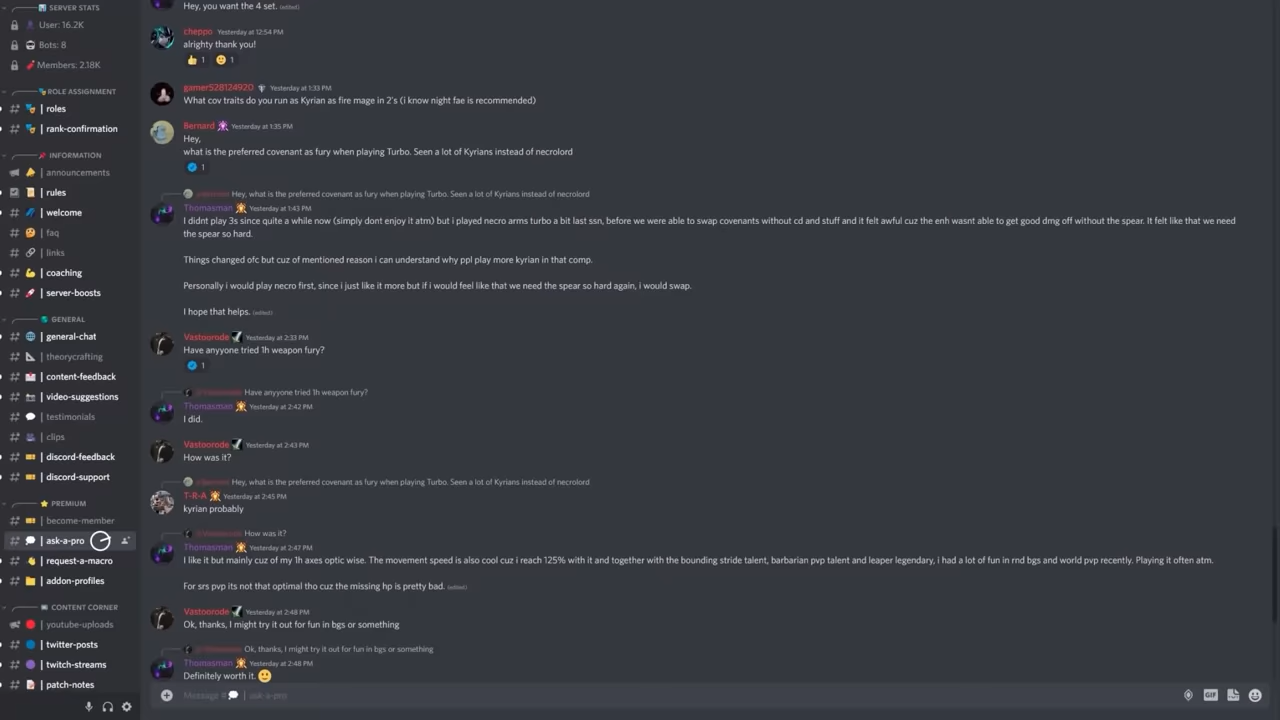 SERVER STATS
User: 16.2K
Bots: 8
Members: 2.18K
ROLE ASSIGNMENT
roles
rank-confirmation
INFORMATION
announcements
rules
welcome
faq
links
coaching
server-boosts
GENERAL
general-chat
theorycrafting
content-feedback
video-suggestions
testimonials
clips
discord-feedback
discord-support
PREMIUM
become-member
ask-a-pro
request-a-macro
addon-profiles
CONTENT CORNER
youtube-uploads
twitter-posts
twitch-streams
patch-notes
Hey, you want the 4 set. (edited)
cheppo Yesterday at 12:54 PM
alrighty thank you!
1 1
gamer528124920 Yesterday at 1:33 PM
What cov traits do you run as Kyrian as fire mage in 2's (i know night fae is recommended)
Bernard Yesterday at 1:35 PM
Hey,
what is the preferred covenant as fury when playing Turbo. Seen a lot of Kyrians instead of necrolord
1
Hey, what is the preferred covenant as fury when playing Turbo. Seen a lot of Kyrians instead of necrolord
Thomasman Yesterday at 1:43 PM
I didnt play 3s since quite a while now (simply dont enjoy it atm) but i played necro arms turbo a bit last ssn, before we were able to swap covenants without cd and stuff and it felt awful cuz the enh wasnt able to get good dmg off without the spear. It felt like that we need
the spear so hard.
Things changed ofc but cuz of mentioned reason i can understand why ppl play more kyrian in that comp.
Personally i would play necro first, since i just like it more but if i would feel like that we need the spear so hard again, i would swap.
I hope that helps. (edited)
Vastoorode Yesterday at 2:33 PM
Have anyyone tried 1h weapon fury?
1
Have anyyone tried 1h weapon fury?
Thomasman Yesterday at 2:42 PM
I did.
Vastoorode Yesterday at 2:43 PM
How was it?
Hey, what is the preferred covenant as fury when playing Turbo. Seen a lot of Kyrians instead of necrolord
T-R-A Yesterday at 2:45 PM
kyrian probably
How was it?
Thomasman Yesterday at 2:47 PM
I like it but mainly cuz of my 1h axes optic wise. The movement speed is also cool cuz i reach 125% with it and together with the bounding stride talent, barbarian pvp talent and leaper legendary, i had a lot of fun in rnd bgs and world pvp recently. Playing it often atm.
For srs pvp its not that optimal tho cuz the missing hp is pretty bad. (edited)
Vastoorode Yesterday at 2:48 PM
Ok, thanks, I might try it out for fun in bgs or something
Ok, thanks, I might try it out for fun in bgs or something
Thomasman Yesterday at 2:48 PM
Definitely worth it.
Message # | ask-a-pro
GIF